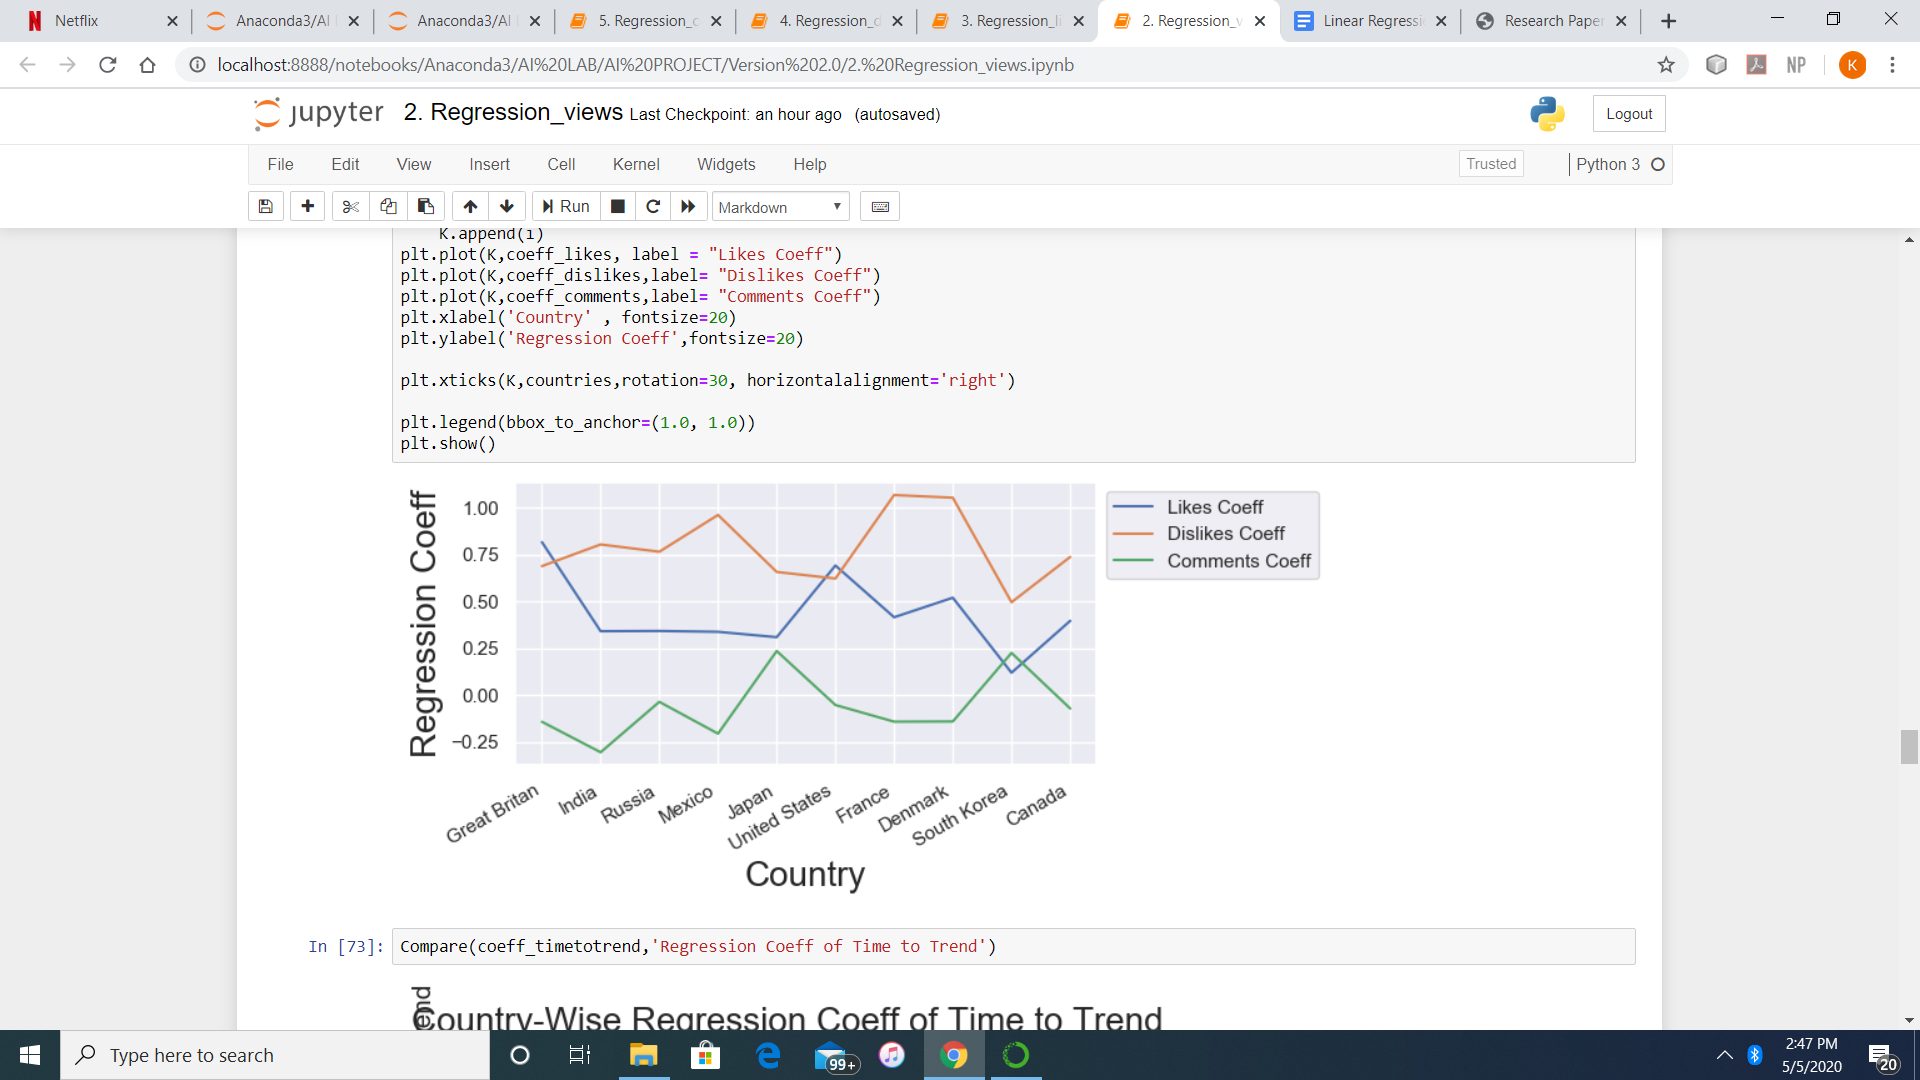 Netflix
Anaconda3/AI
Anaconda3/AI
5. Regression_c
4. Regression_d
3. Regression_li
2. Regression_v
Linear Regressi
Research Paper
localhost:8888/notebooks/Anaconda3/AI%20LAB/AI%20PROJECT/Version%202.0/2.%20Regression_views.ipynb
NP
K
jupyter 2. Regression_views Last Checkpoint: an hour ago (autosaved)
Logout
File Edit View Insert Cell Kernel Widgets Help
Trusted
Python 3
Run
Markdown
K.append(i)
plt.plot(K,coeff_likes, label = "Likes Coeff")
plt.plot(K,coeff_dislikes,label= "Dislikes Coeff")
plt.plot(K,coeff_comments,label= "Comments Coeff")
plt.xlabel('Country' , fontsize=20)
plt.ylabel('Regression Coeff',fontsize=20)
plt.xticks(K,countries,rotation=30, horizontalalignment='right')
plt.legend(bbox_to_anchor=(1.0, 1.0))
plt.show()
Regression Coeff
1.00
0.75
0.50
0.25
0.00
−0.25
Likes Coeff
Dislikes Coeff
Comments Coeff
Great Britan
India
Russia
Mexico
Japan
United States
France
Denmark
South Korea
Canada
Country
In [73]:
Compare(coeff_timetotrend,'Regression Coeff of Time to Trend')
Country-Wise Regression Coeff of Time to Trend
Type here to search
99+
2:47 PM
5/5/2020
20